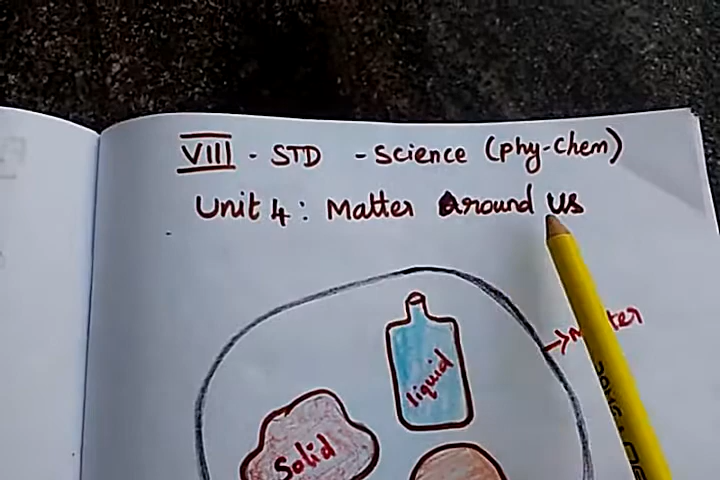 VIII - STD - Science (phy-chem)
Unit 4: Matter Around Us
liquid
Solid